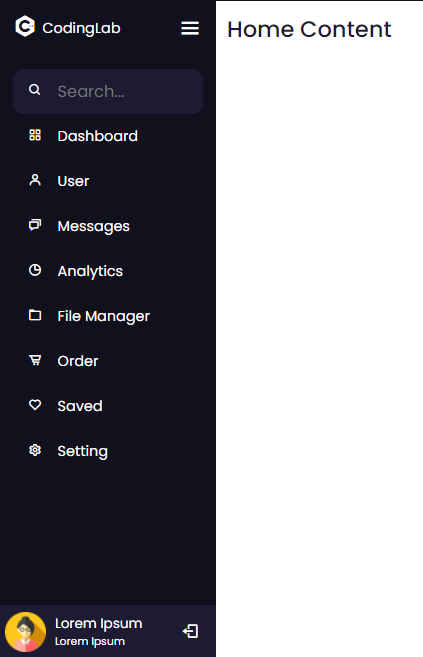 CodingLab
Home Content
Search...
Dashboard
User
Messages
Analytics
File Manager
Order
Saved
Setting
Lorem Ipsum
Lorem Ipsum